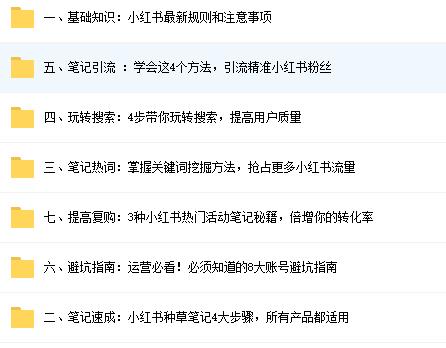 一、基础知识：小红书最新规则和注意事项
五、笔记引流 ：学会这4个方法，引流精准小红书粉丝
四、玩转搜索：4步带你玩转搜索，提高用户质量
三、笔记热词：掌握关键词挖掘方法，抢占更多小红书流量
七、提高复购：3种小红书热门活动笔记秘籍，倍增你的转化率
六、避坑指南：运营必看！必须知道的8大账号避坑指南
二、笔记速成：小红书种草笔记4大步骤，所有产品都适用